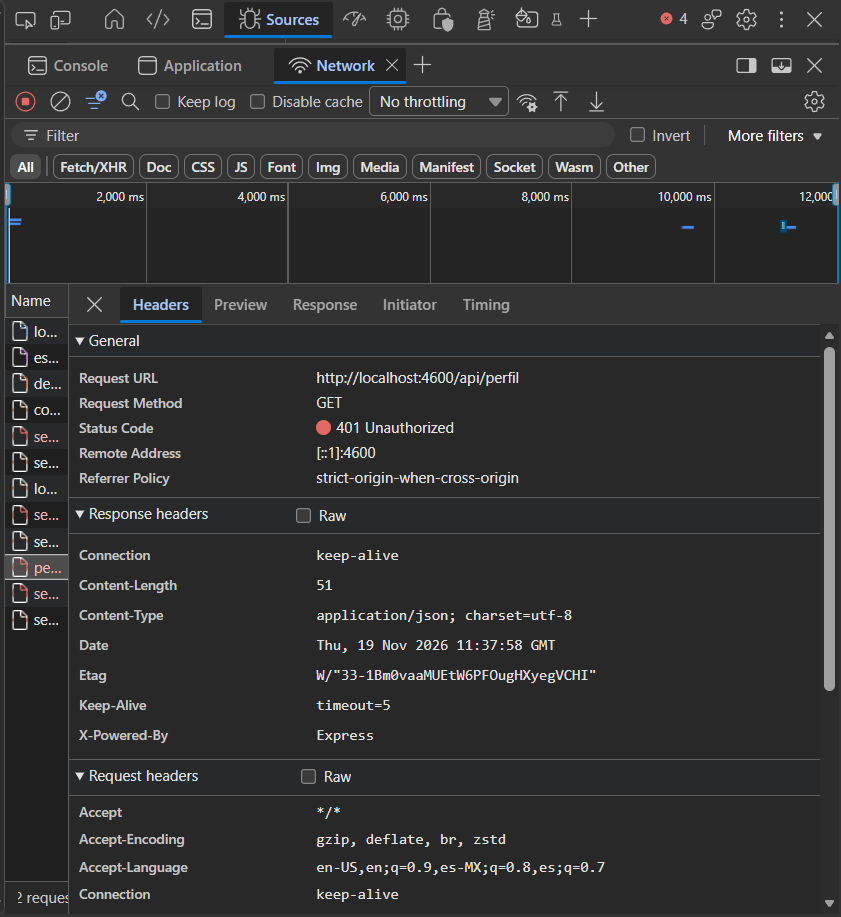 Sources
4
Console
Application
Network
Keep log
Disable cache
No throttling
Filter
Invert
More filters
All
Fetch/XHR
Doc
CSS
JS
Font
Img
Media
Manifest
Socket
Wasm
Other
2,000 ms
4,000 ms
6,000 ms
8,000 ms
10,000 ms
12,000
Name
Headers
Preview
Response
Initiator
Timing
lo...
es...
de...
co...
se...
se...
lo...
se...
se...
pe...
se...
se...
2 reques
General
Request URL http://localhost:4600/api/perfil
Request Method GET
Status Code 401 Unauthorized
Remote Address [::1]:4600
Referrer Policy strict-origin-when-cross-origin
Response headers Raw
Connection keep-alive
Content-Length 51
Content-Type application/json; charset=utf-8
Date Thu, 19 Nov 2026 11:37:58 GMT
Etag W/"33-1Bm0vaaMUEtW6PFOugHXyegVCHI"
Keep-Alive timeout=5
X-Powered-By Express
Request headers Raw
Accept */*
Accept-Encoding gzip, deflate, br, zstd
Accept-Language en-US,en;q=0.9,es-MX;q=0.8,es;q=0.7
Connection keep-alive